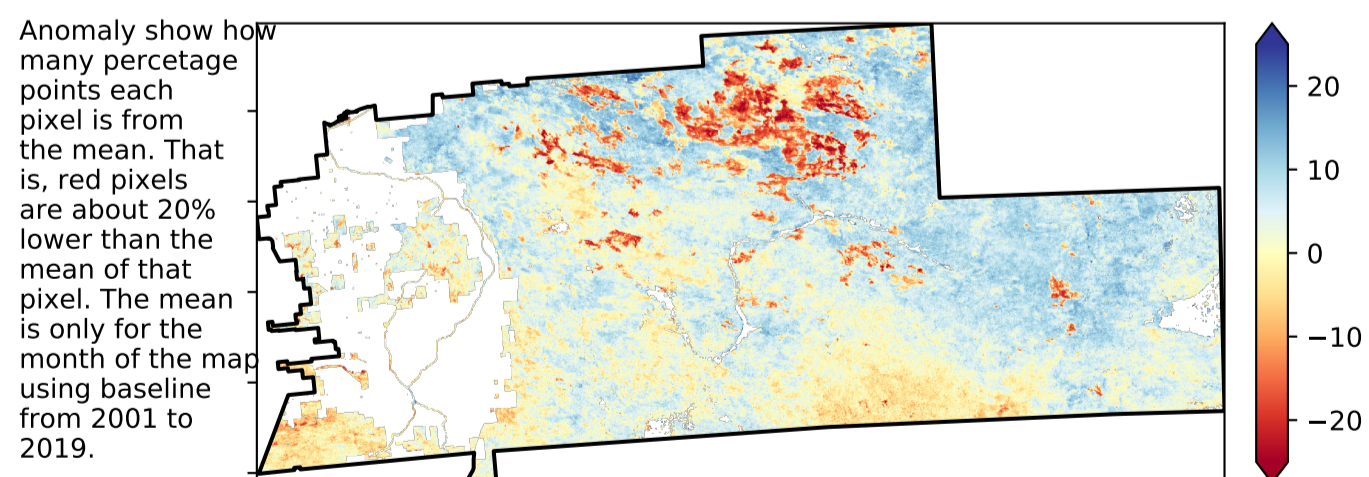 Anomaly show how
many percetage
points each
pixel is from
the mean. That
is, red pixels
are about 20%
lower than the
mean of that
pixel. The mean
is only for the
month of the map
using baseline
from 2001 to
2019.
20
10
0
−10
−20